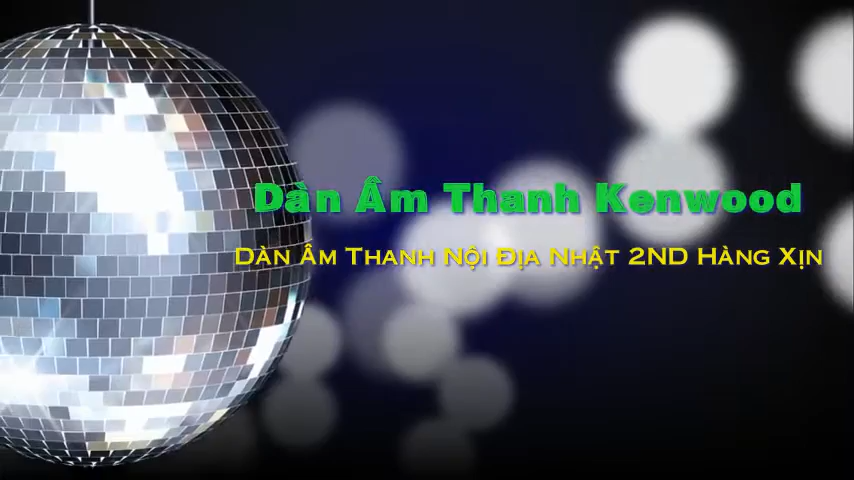 Dàn Âm Thanh Kenwood
Dàn Âm Thanh Nội Địa Nhật 2ND Hàng Xịn